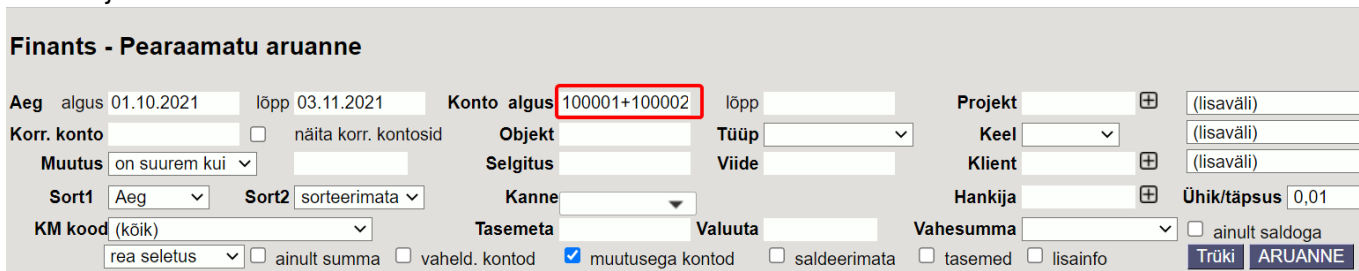 Finants - Pearaamatu aruanne
Aeg algus 01.10.2021 lõpp 03.11.2021 Konto algus 100001+100002 lõpp Projekt (lisaväli)
Korr. konto näita korr. kontosid Objekt Tüüp Keel (lisaväli)
Muutus on suurem kui Selgitus Viide Klient (lisaväli)
Sort1 Aeg Sort2 sorteerimata Kanne Hankija Ühik/täpsus 0,01
KM kood (kõik) Tasemeta Valuuta Vahesumma ainult saldoga
rea seletus ainult summa vaheld. kontod muutusega kontod saldeerimata tasemed lisainfo Trüki ARUANNE